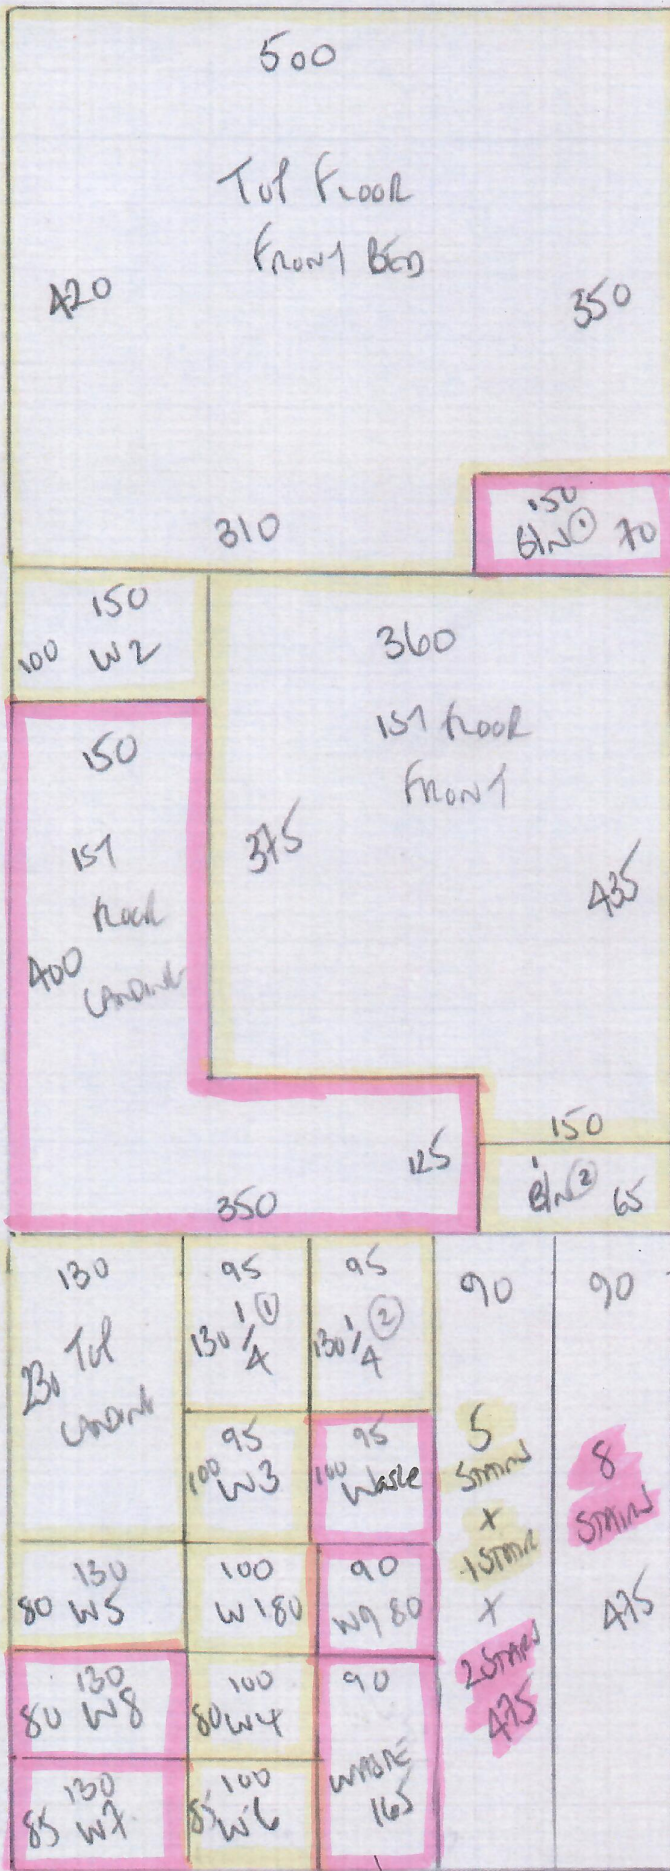 500
TOP FLOOR
FRONT BED
420
350
310
150
B/N ① 70
150
100 W2
360
1ST FLOOR
FRONT
150
1ST
FLOOR
LANDING
400
375
435
125
350
150
B/N ② 65
130
230 TOP
LANDING
95
130 1/4 ①
95
130 1/4 ②
95
100 W3
95
100 Waste
130
80 W5
100
W1 80
90
W9 80
130
80 W8
100
80 W4
90
WASTE
165
130
85 W7
100
85 W6
90
5
STAIRS
X
1 STAIR
X
2 STAIRS
475
90
8
STAIRS
475